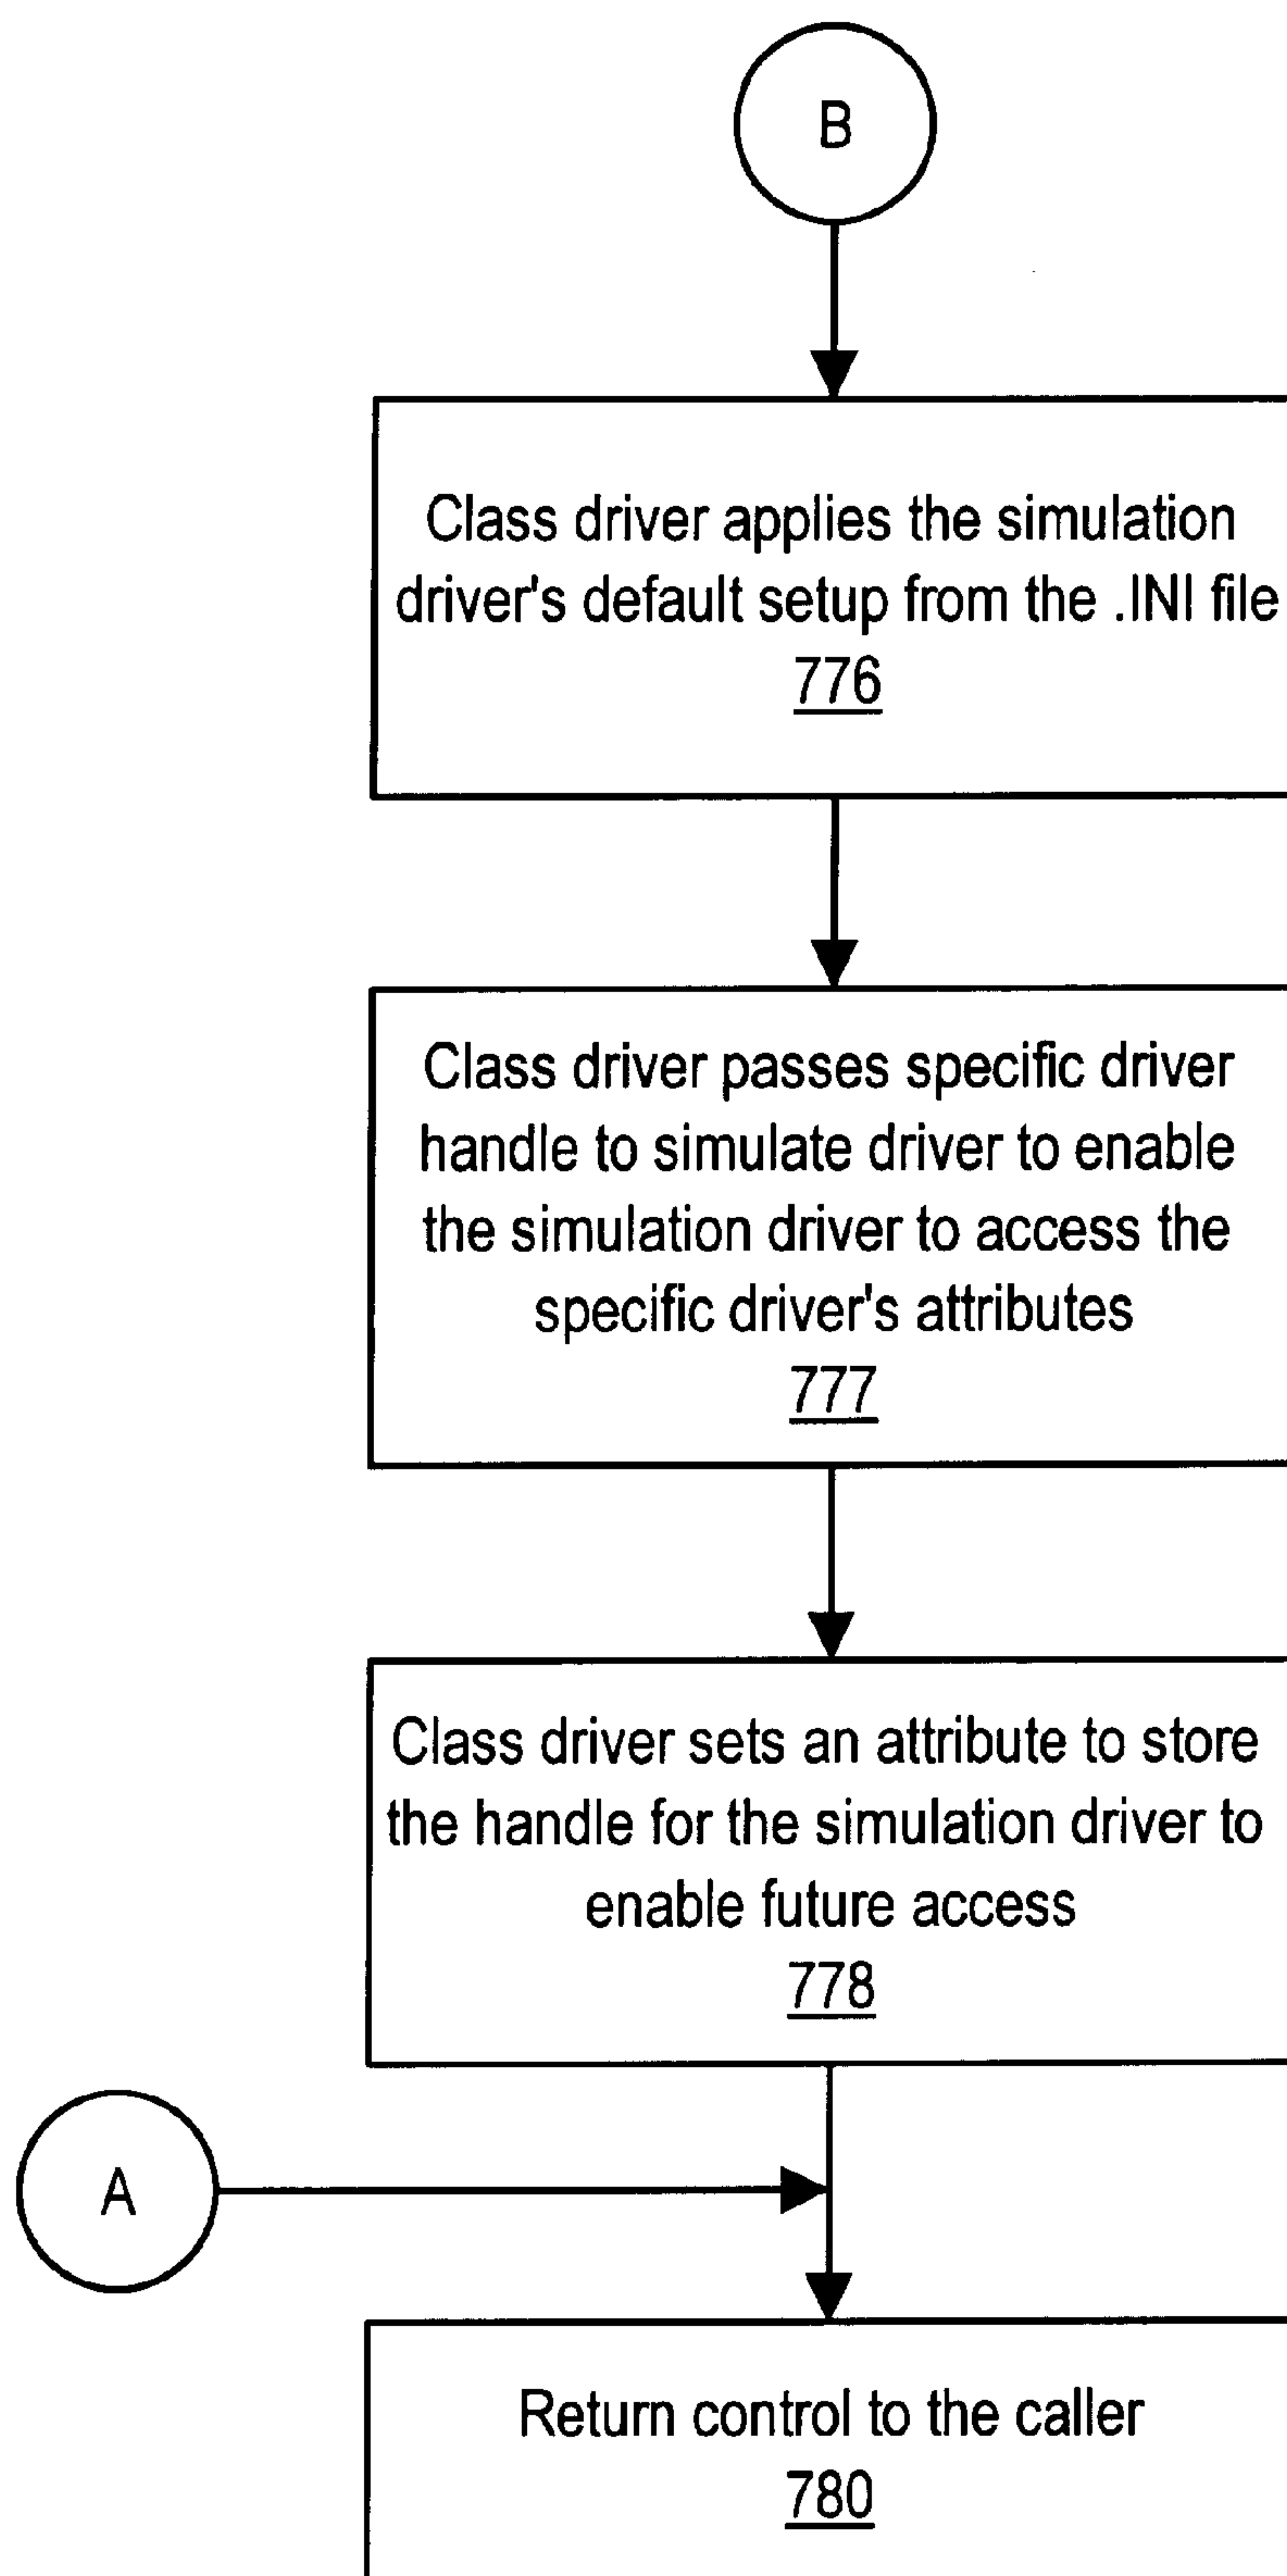 B
Class driver applies the simulation
driver's default setup from the .INI file
776
Class driver passes specific driver
handle to simulate driver to enable
the simulation driver to access the
specific driver's attributes
777
Class driver sets an attribute to store
the handle for the simulation driver to
enable future access
778
A
Return control to the caller
780